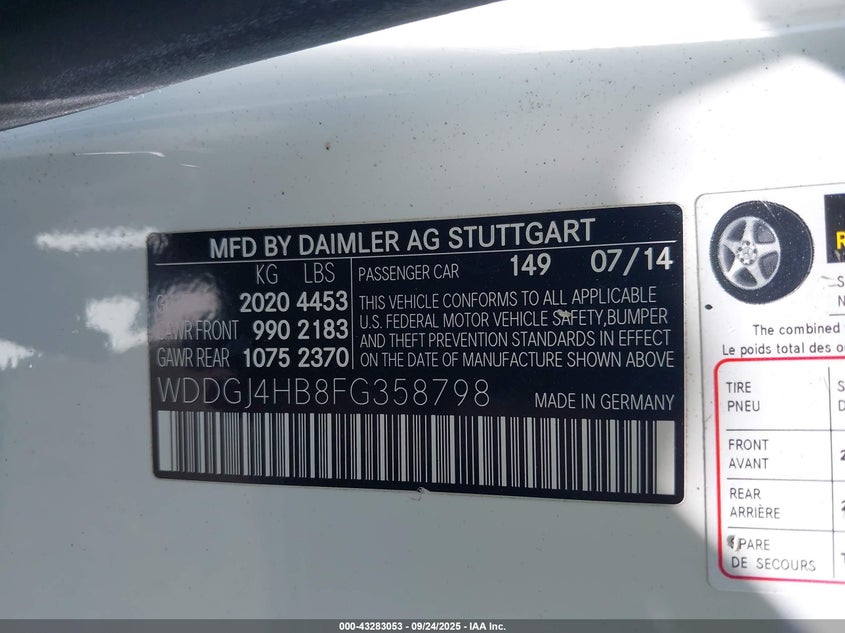 MFD BY DAIMLER AG STUTTGART
KG LBS
2020 4453
GAWR FRONT 990 2183
GAWR REAR 1075 2370
PASSENGER CAR 149 07/14
THIS VEHICLE CONFORMS TO ALL APPLICABLE
U.S. FEDERAL MOTOR VEHICLE SAFETY, BUMPER
AND THEFT PREVENTION STANDARDS IN EFFECT
ON THE DATE OF MANUFACTURE SHOWN ABOVE
WDDGJ4HB8FG358798 MADE IN GERMANY
The combined
Le poids total des
TIRE
PNEU
FRONT
AVANT
REAR
ARRIÈRE
SPARE
DE SECOURS
000-43283053 - 09/24/2025 - IAA Inc.